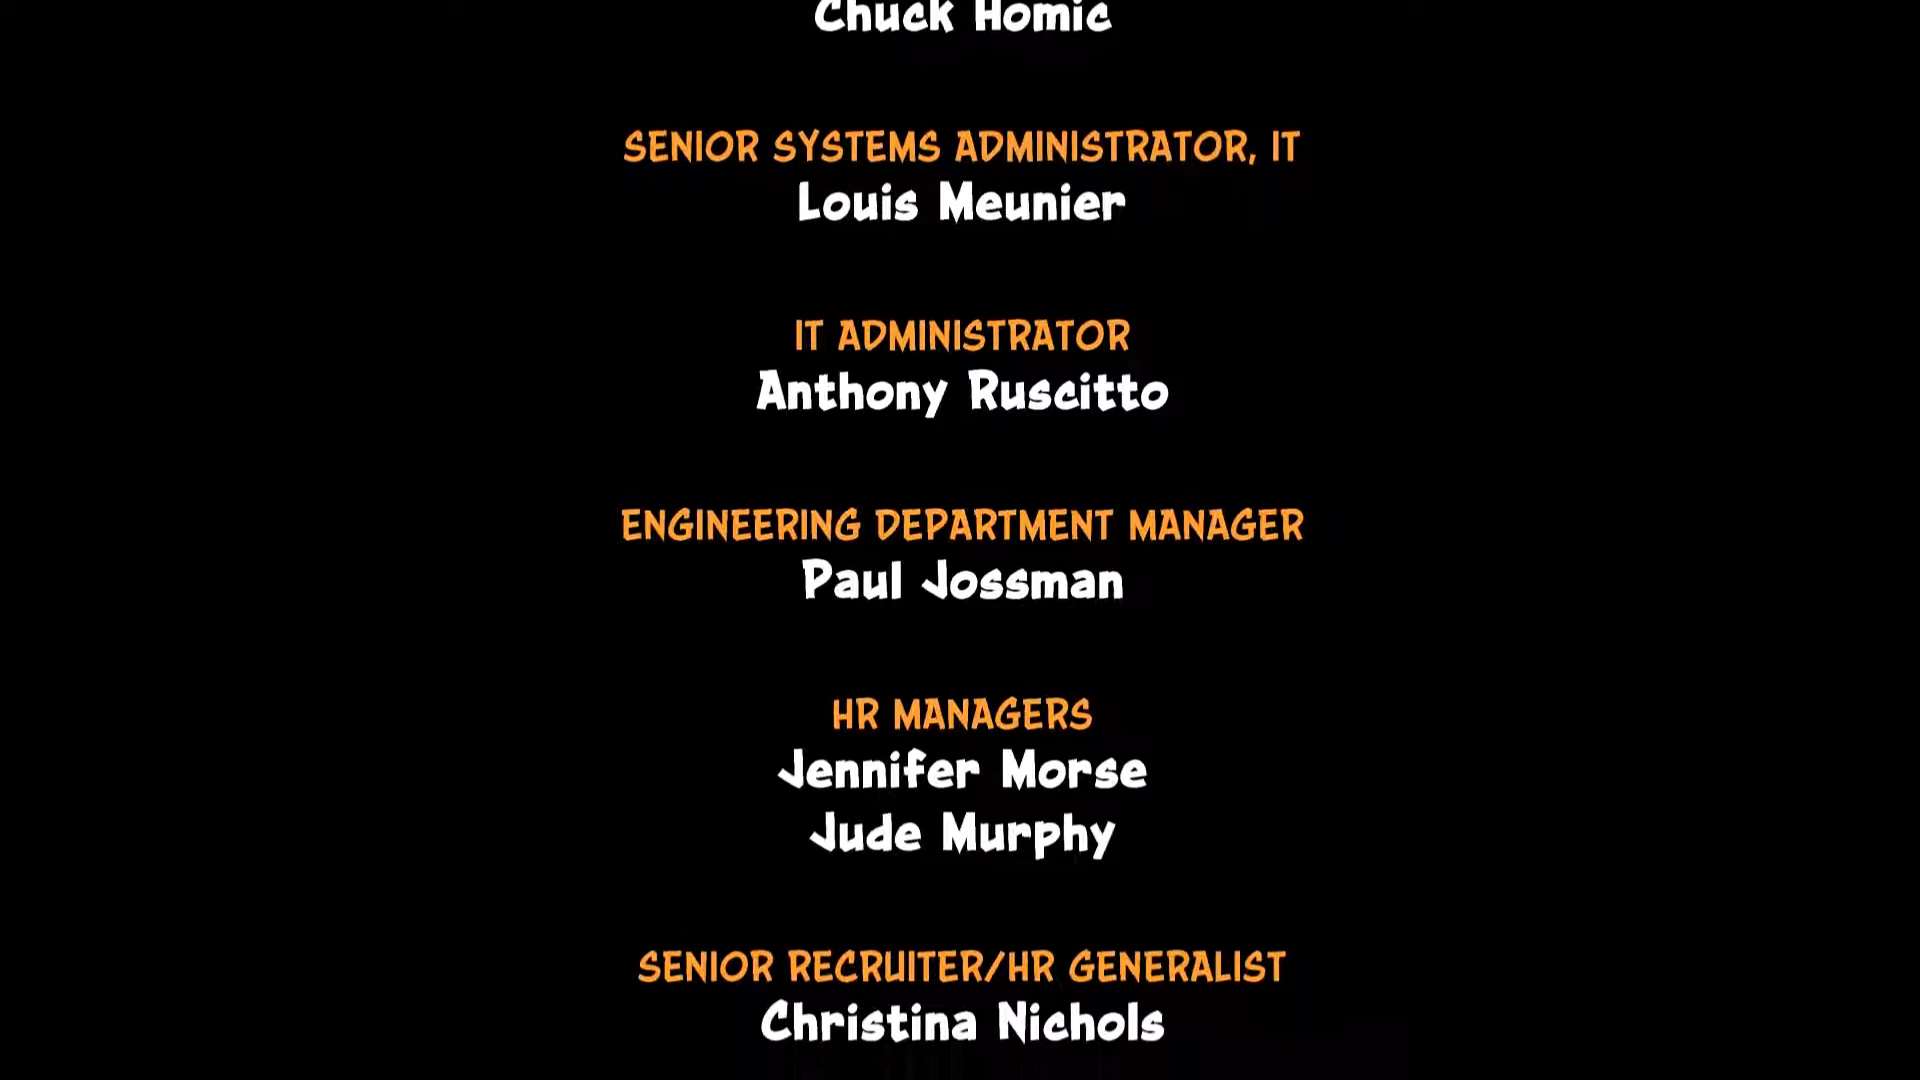 Chuck Homic
SENIOR SYSTEMS ADMINISTRATOR, IT
Louis Meunier
IT ADMINISTRATOR
Anthony Ruscitto
ENGINEERING DEPARTMENT MANAGER
Paul Jossman
HR MANAGERS
Jennifer Morse
Jude Murphy
SENIOR RECRUITER/HR GENERALIST
Christina Nichols